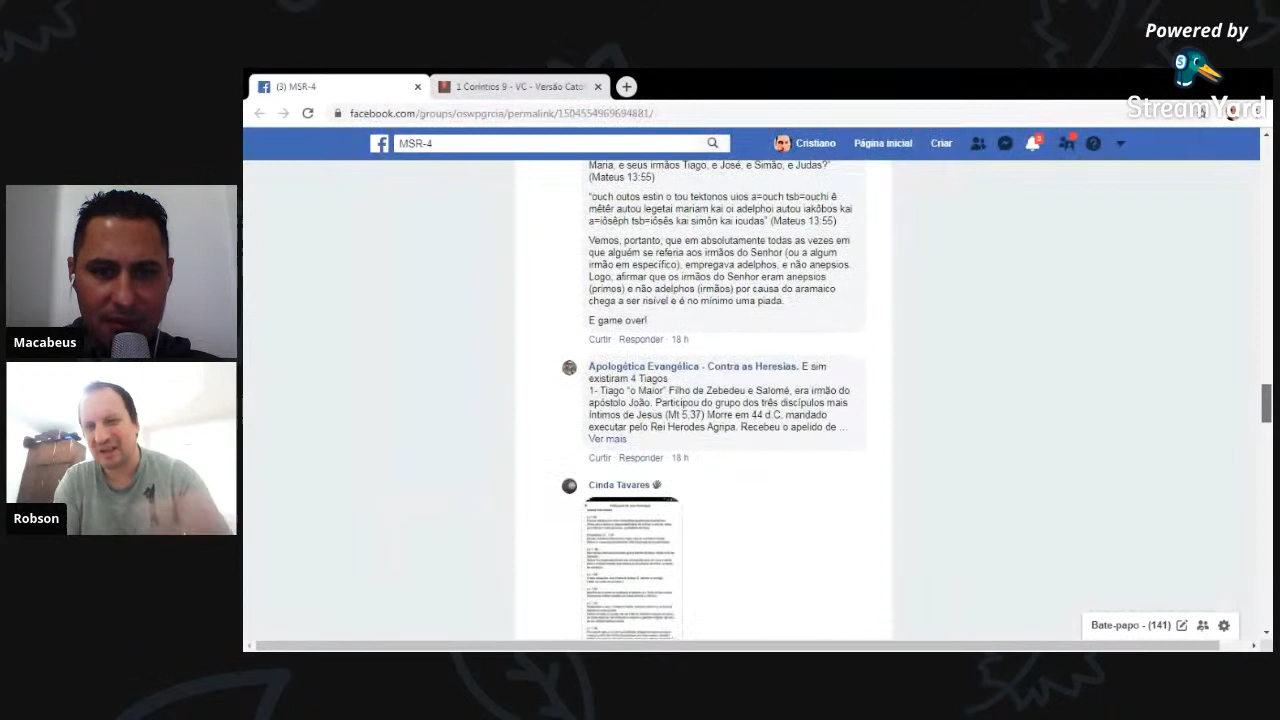 Powered by
StreamYard
(3) MSR-4
1 Coríntios 9 - VC - Versão Cató
facebook.com/groups/oswpgrcia/permalink/1504554969694881/
MSR-4
Cristiano
Página inicial
Criar
3
Maria, e seus irmãos Tiago, e José, e Simão, e Judas?"
(Mateus 13:55)
"ouch outos estin o tou tektonos uios a=ouch tsb=ouchi ê
mêtêr autou legetai mariam kai oi adelphoi autou iakôbos kai
a=iôsêph tsb=iôsês kai simôn kai ioudas" (Mateus 13:55)
Vemos, portanto, que em absolutamente todas as vezes em
que alguém se referia aos irmãos do Senhor (ou a algum
irmão em específico), empregava adelphos, e não anepsios.
Logo, afirmar que os irmãos do Senhor eram anepsios
(primos) e não adelphos (irmãos) por causa do aramaico
chega a ser risível e é no mínimo uma piada.
E game over!
Curtir · Responder · 18 h
Apologética Evangélica - Contra as Heresias. E sim
existiram 4 Tiagos
1- Tiago "o Maior" Filho de Zebedeu e Salomé, era irmão do
apóstolo João. Participou do grupo dos três discípulos mais
íntimos de Jesus (Mt 5,37) Morre em 44 d.C, mandado
executar pelo Rei Herodes Agripa. Recebeu o apelido de ...
Ver mais
Curtir · Responder · 18 h
Cinda Tavares
Bate-papo - (141)
Macabeus
Robson